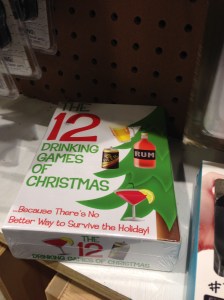 THE
12
DRINKING
GAMES OF
CHRISTMAS
RUM
...Because There's No
Better Way to Survive the Holiday!
THE
12
DRINKING GAMES OF CHRISTMAS
#